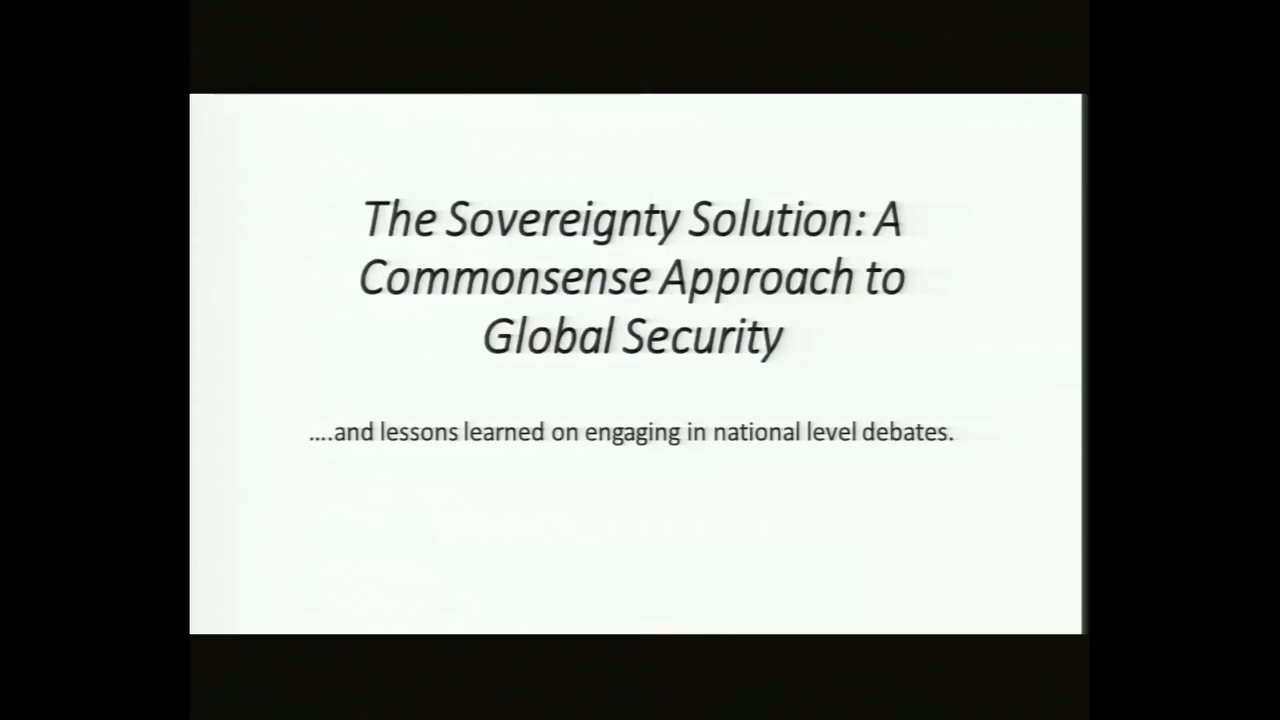 The Sovereignty Solution: A
Commonsense Approach to
Global Security
....and lessons learned on engaging in national level debates.